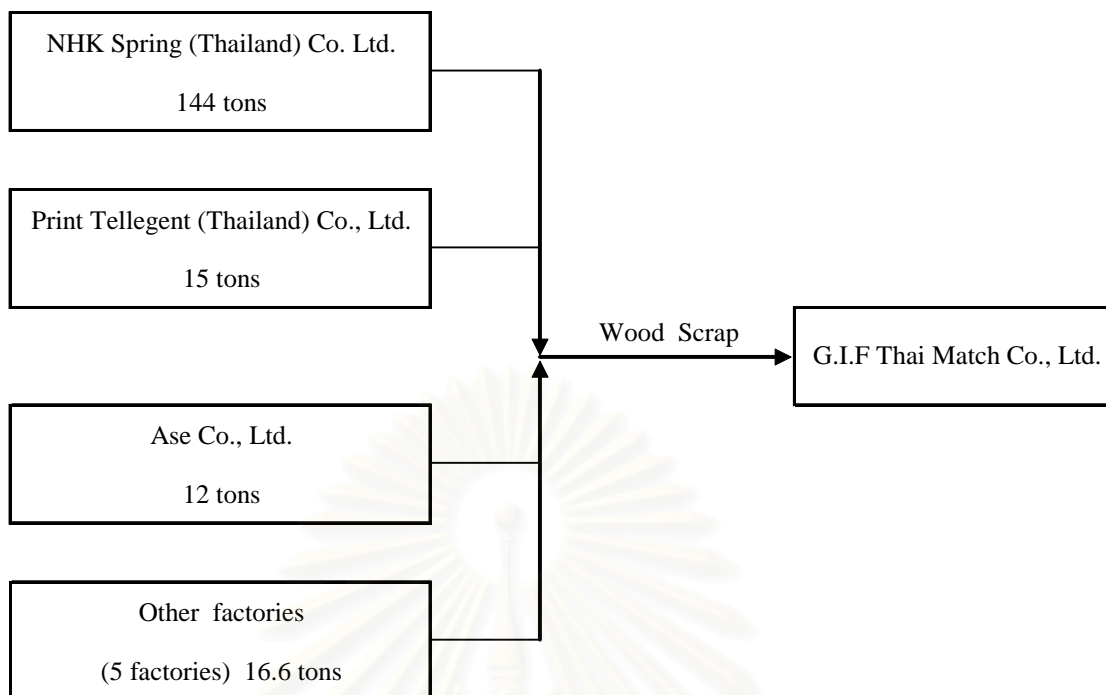 NHK Spring (Thailand) Co. Ltd.
144 tons
Print Tellegent (Thailand) Co., Ltd.
15 tons
Wood Scrap
G.I.F Thai Match Co., Ltd.
Ase Co., Ltd.
12 tons
Other factories
(5 factories) 16.6 tons